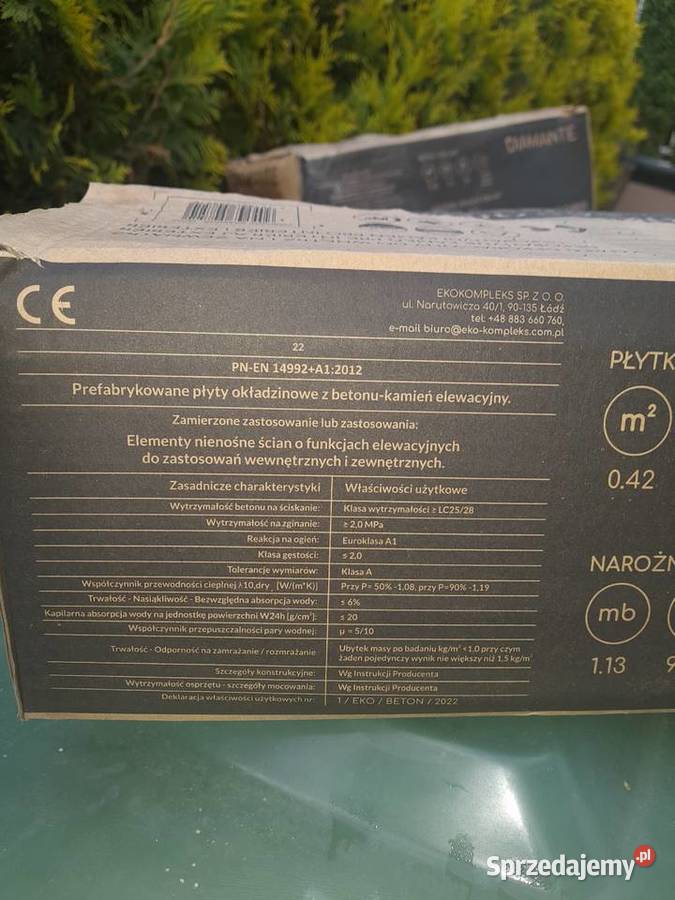 DIAMANTE
CE
EKOKOMPLEKS SP. Z O. O.
ul. Narutowicza 40/1, 90-135 Łódź
tel: +48 883 660 760,
e-mail biuro@eko-kompleks.com.pl
22
PN-EN 14992+A1:2012
Prefabrykowane płyty okładzinowe z betonu-kamień elewacyjny.
Zamierzone zastosowanie lub zastosowania:
Elementy nienośne ścian o funkcjach elewacyjnych
do zastosowań wewnętrznych i zewnętrznych.
Zasadnicze charakterystyki Właściwości użytkowe
Wytrzymałość betonu na ściskanie: Klasa wytrzymałości ≥ LC25/28
Wytrzymałość na zginanie: ≥ 2,0 MPa
Reakcja na ogień: Euroklasa A1
Klasa gęstości: ≤ 2.0
Tolerancje wymiarów: Klasa A
Współczynnik przewodności cieplnej λ10,dry [W/(m*K)] Przy P= 50% -1,08, przy P=90% -1,19
Trwałość - Nasiąkliwość - Bezwzględna absorpcja wody: ≤ 6%
Kapilarna absorpcja wody na jednostkę powierzchni W24h [g/cm²]: ≤ 20
Współczynnik przepuszczalności pary wodnej: μ = 5/10
Trwałość - Odporność na zamrażanie / rozmrażanie Ubytek masy po badaniu kg/m² <1,0 przy czym
żaden pojedynczy wynik nie większy niż 1,5 kg/m²
Szczegóły konstrukcyjne: Wg Instrukcji Producenta
Wytrzymałość osprzętu - szczegóły mocowania: Wg Instrukcji Producenta
Deklaracja właściwości użytkowych nr: 1 / EKO / BETON / 2022
PŁYTK
m²
0.42
NAROŻN
mb
1.13
9
Sprzedajemy.pl